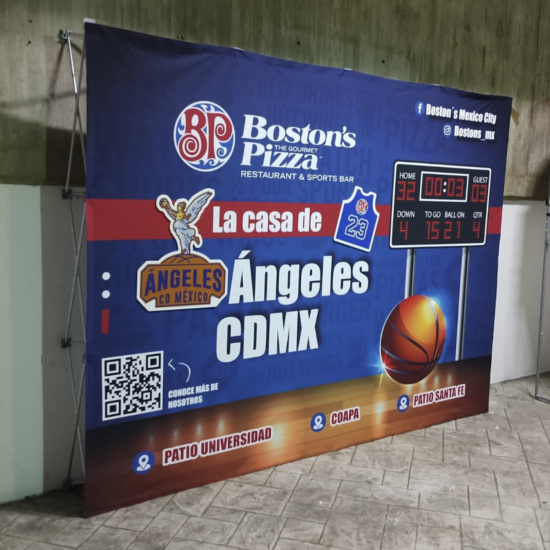 Boston´s Mexico City
Bostons_mx
BP
Boston's
THE GOURMET
Pizza
RESTAURANT & SPORTS BAR
HOME
GUEST
32
00:03
03
DOWN
TO GO
BALL ON
QTR
4
15
21
4
La casa de
23
ÁNGELES
CD MÉXICO
Ángeles
CDMX
CONOCE MÁS DE
NOSOTROS
PATIO UNIVERSIDAD
COAPA
PATIO SANTA FE